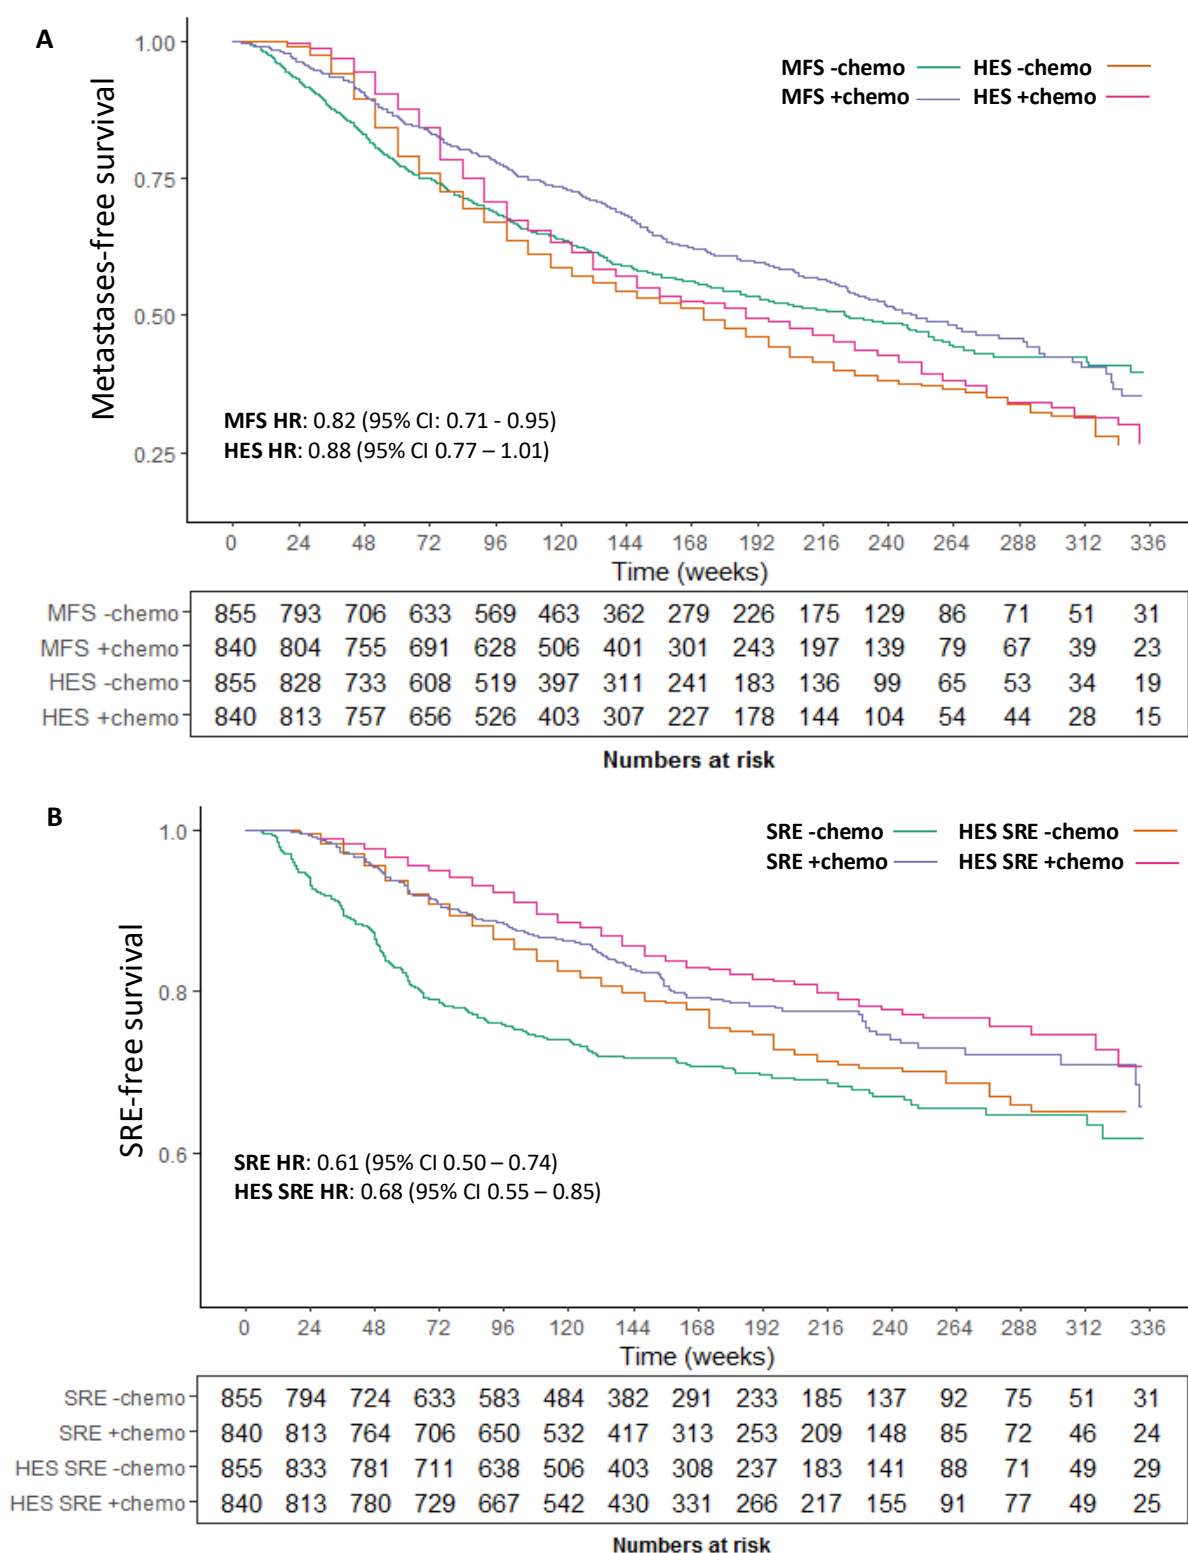 A
Metastases-free survival
1.00
0.75
0.50
0.25
MFS -chemo HES -chemo
MFS +chemo HES +chemo
MFS HR: 0.82 (95% CI: 0.71 - 0.95)
HES HR: 0.88 (95% CI 0.77 – 1.01)
0 24 48 72 96 120 144 168 192 216 240 264 288 312 336
Time (weeks)
MFS -chemo 855 793 706 633 569 463 362 279 226 175 129 86 71 51 31
MFS +chemo 840 804 755 691 628 506 401 301 243 197 139 79 67 39 23
HES -chemo 855 828 733 608 519 397 311 241 183 136 99 65 53 34 19
HES +chemo 840 813 757 656 526 403 307 227 178 144 104 54 44 28 15
Numbers at risk
B
SRE-free survival
1.0
0.8
0.6
SRE -chemo HES SRE -chemo
SRE +chemo HES SRE +chemo
SRE HR: 0.61 (95% CI 0.50 – 0.74)
HES SRE HR: 0.68 (95% CI 0.55 – 0.85)
0 24 48 72 96 120 144 168 192 216 240 264 288 312 336
Time (weeks)
SRE -chemo 855 794 724 633 583 484 382 291 233 185 137 92 75 51 31
SRE +chemo 840 813 764 706 650 532 417 313 253 209 148 85 72 46 24
HES SRE -chemo 855 833 781 711 638 506 403 308 237 183 141 88 71 49 29
HES SRE +chemo 840 813 780 729 667 542 430 331 266 217 155 91 77 49 25
Numbers at risk